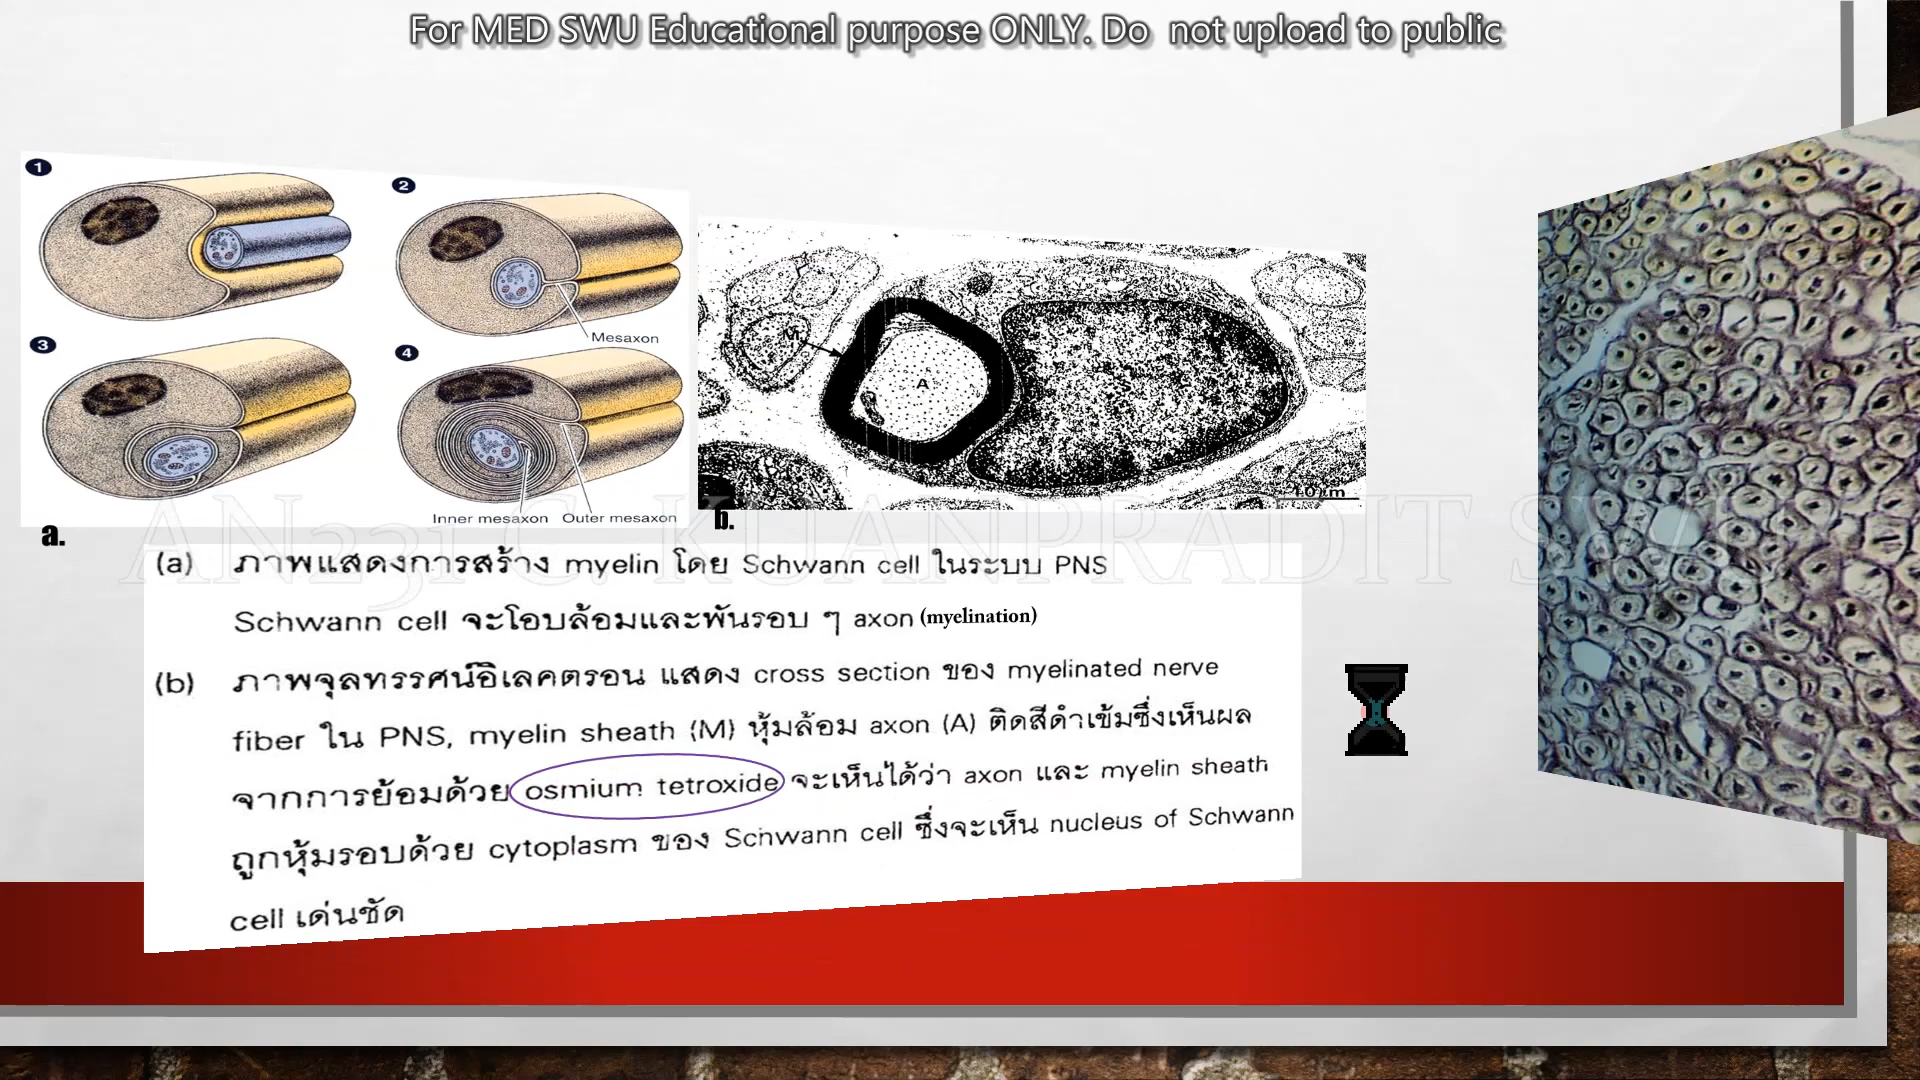 For MED SWU Educational purpose ONLY. Do not upload to public
1
2
Mesaxon
3
4
Inner mesaxon Outer mesaxon
a.
M
A
1.0 µm
b.
AN231 C. KUANPRADIT SWU
(a) ภาพแสดงการสร้าง myelin โดย Schwann cell ในระบบ PNS
Schwann cell จะโอบล้อมและพันรอบ ๆ axon (myelination)
(b) ภาพจุลทรรศน์อิเลคตรอน แสดง cross section ของ myelinated nerve
fiber ใน PNS, myelin sheath (M) หุ้มล้อม axon (A) ติดสีดำเข้มซึ่งเห็นผล
จากการย้อมด้วย osmium tetroxide จะเห็นได้ว่า axon และ myelin sheath
ถูกหุ้มรอบด้วย cytoplasm ของ Schwann cell ซึ่งจะเห็น nucleus of Schwann
cell เด่นชัด